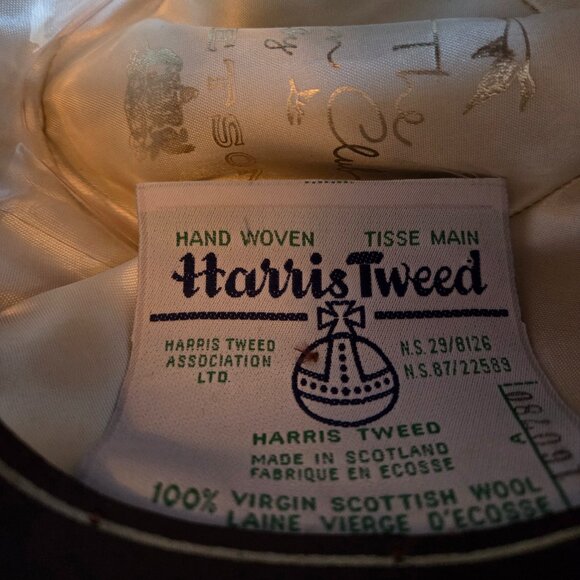 The
HAND WOVEN TISSE MAIN
Harris Tweed
HARRIS TWEED
ASSOCIATION
LTD.
N.S. 29/8126
N.S. 87/22589
HARRIS TWEED
MADE IN SCOTLAND
FABRIQUE EN ECOSSE
100% VIRGIN SCOTTISH WOOL
LAINE VIERGE D'ECOSSE
A